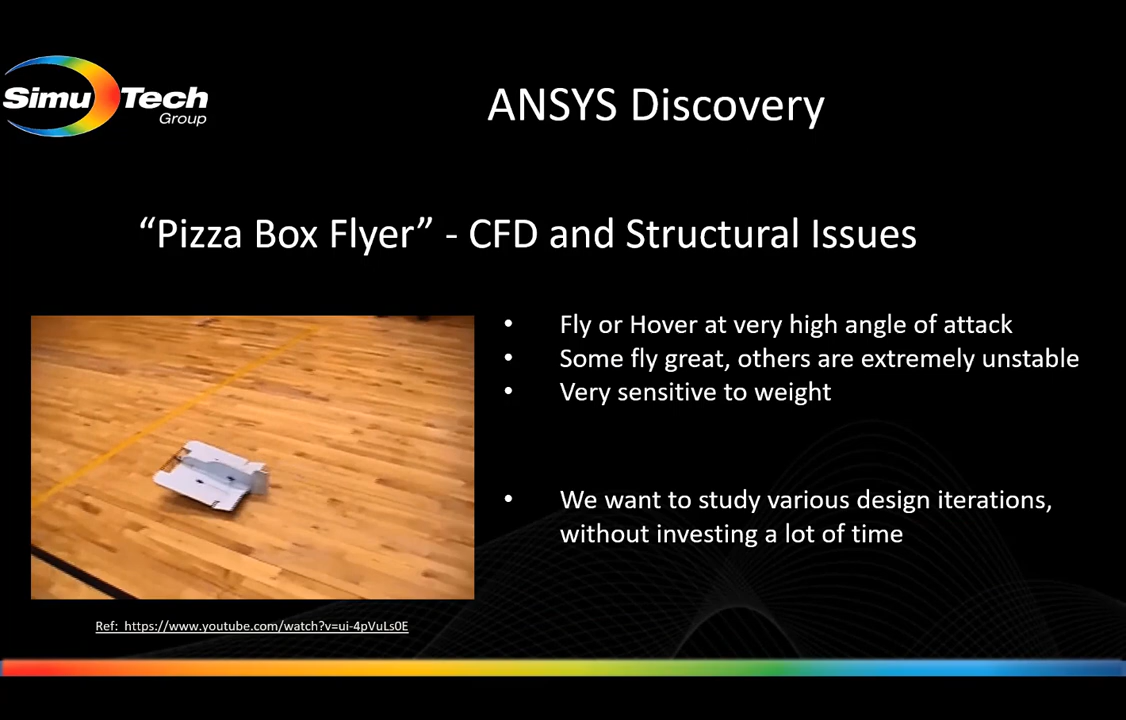 SimuTech
Group
ANSYS Discovery
“Pizza Box Flyer” - CFD and Structural Issues
• Fly or Hover at very high angle of attack
• Some fly great, others are extremely unstable
• Very sensitive to weight
• We want to study various design iterations,
without investing a lot of time
Ref: https://www.youtube.com/watch?v=ui-4pVuLs0E